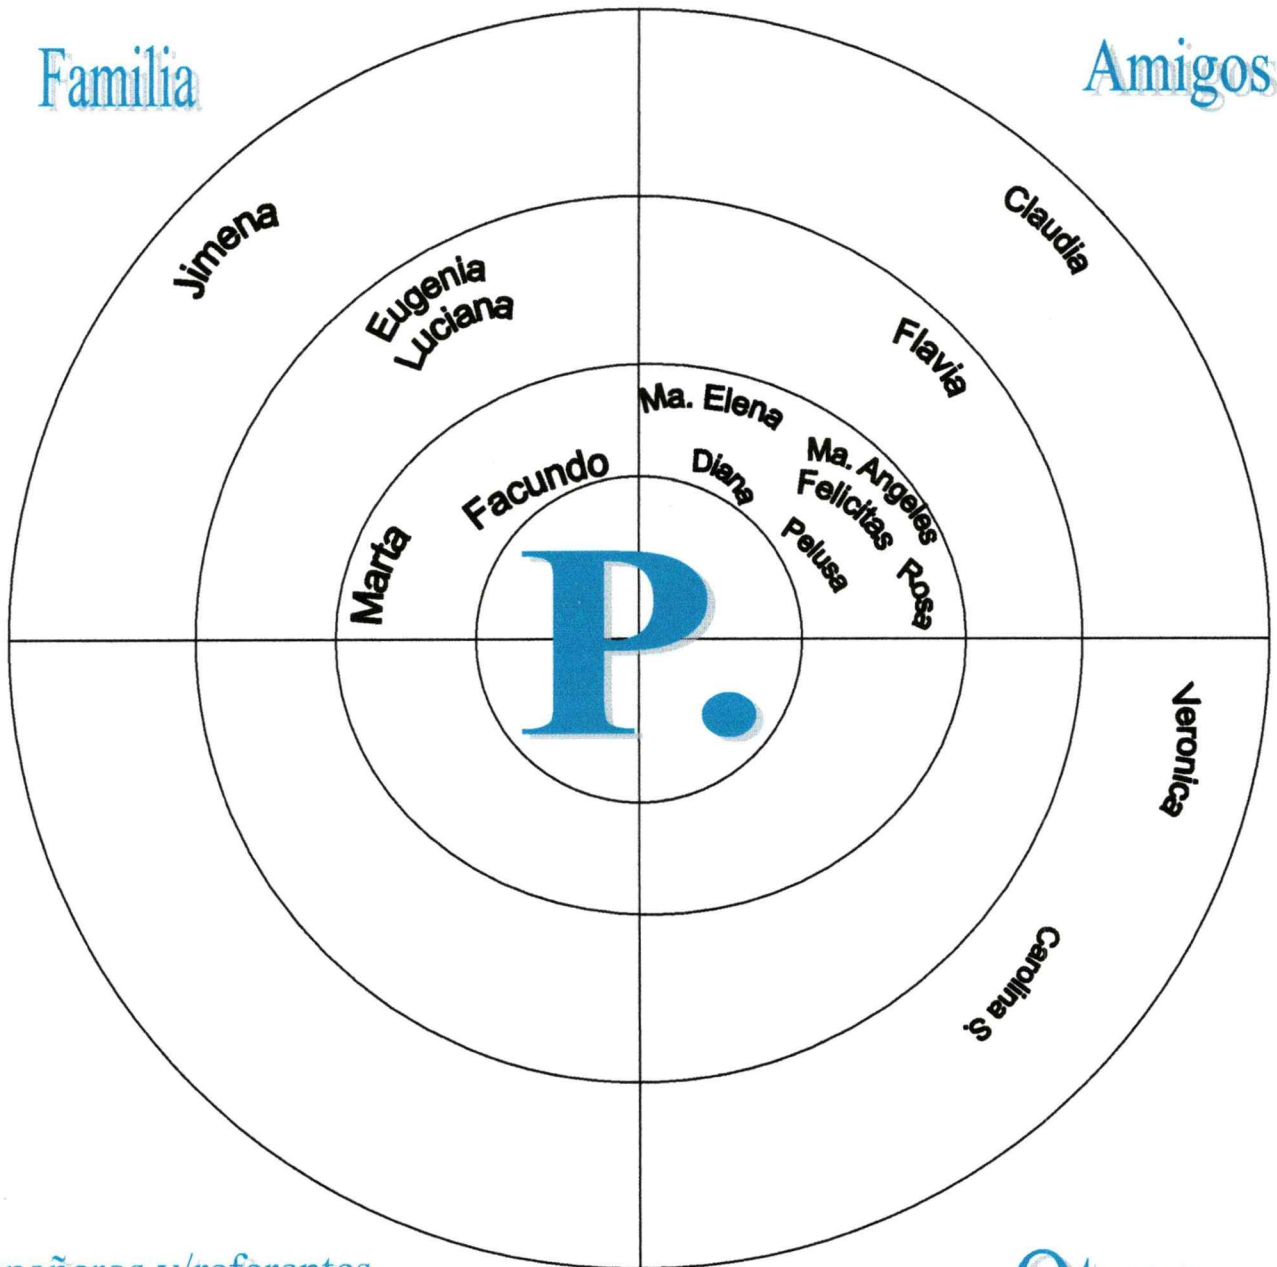 Familia
Amigos
Jimena
Claudia
Eugenia
Luciana
Flavia
Ma. Elena
Ma. Angeles
Diana
Felicitas
Facundo
Pelusa
Rosa
Marta
P.
Veronica
Carolina S.